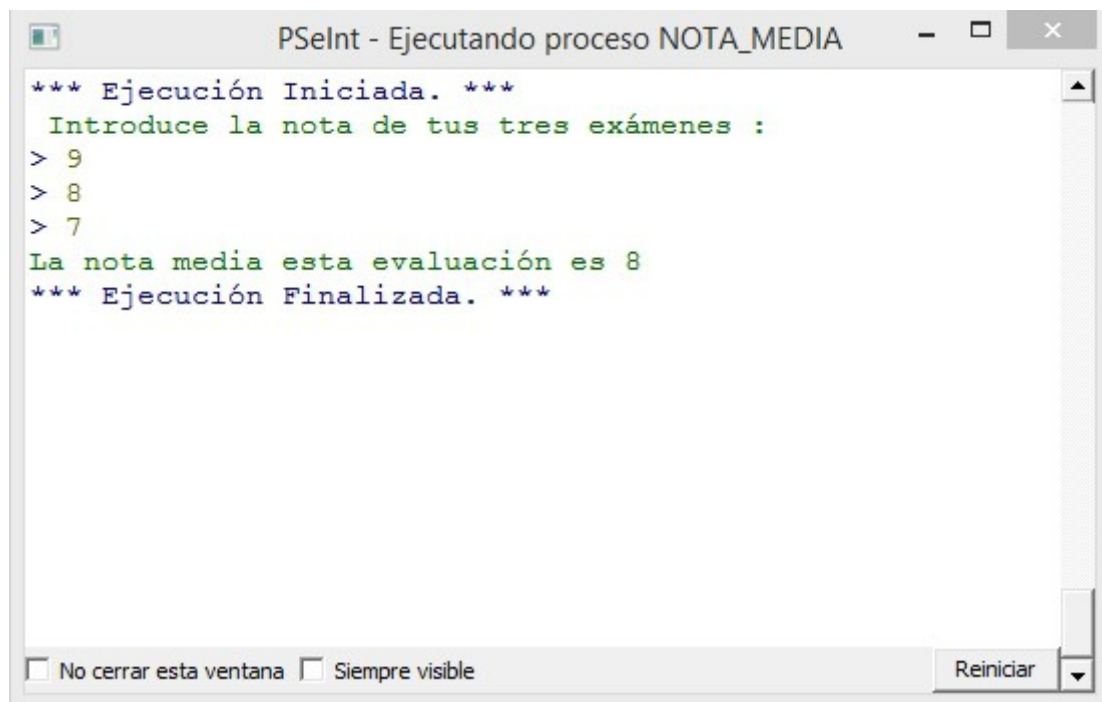 PSeInt - Ejecutando proceso NOTA_MEDIA
*** Ejecución Iniciada. ***
Introduce la nota de tus tres exámenes :
> 9
> 8
> 7
La nota media esta evaluación es 8
*** Ejecución Finalizada. ***
No cerrar esta ventana Siempre visible Reiniciar